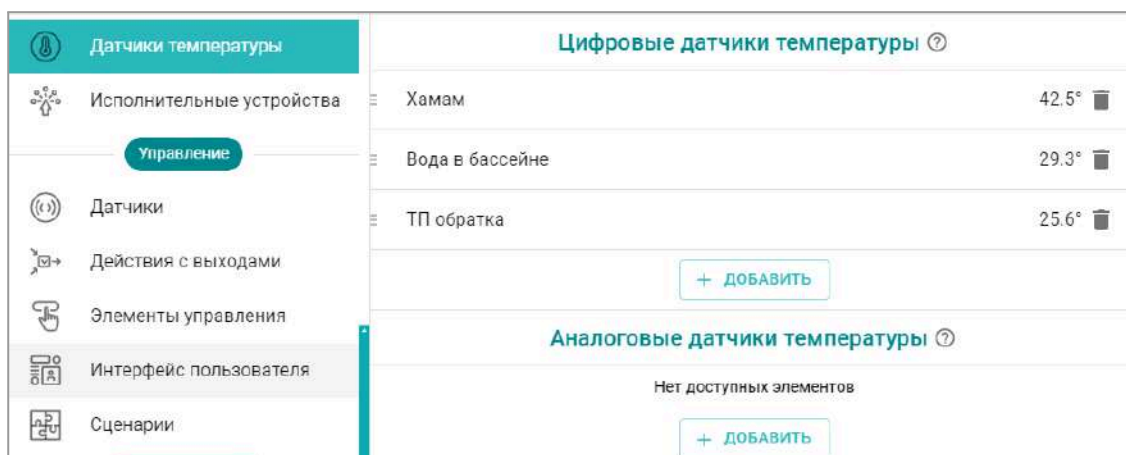 Датчики температуры
Исполнительные устройства
Управление
Датчики
Действия с выходами
Элементы управления
Интерфейс пользователя
Сценарии
Цифровые датчики температуры ?
Хамам 42.5°
Вода в бассейне 29.3°
ТП обратка 25.6°
+ ДОБАВИТЬ
Аналоговые датчики температуры ?
Нет доступных элементов
+ ДОБАВИТЬ